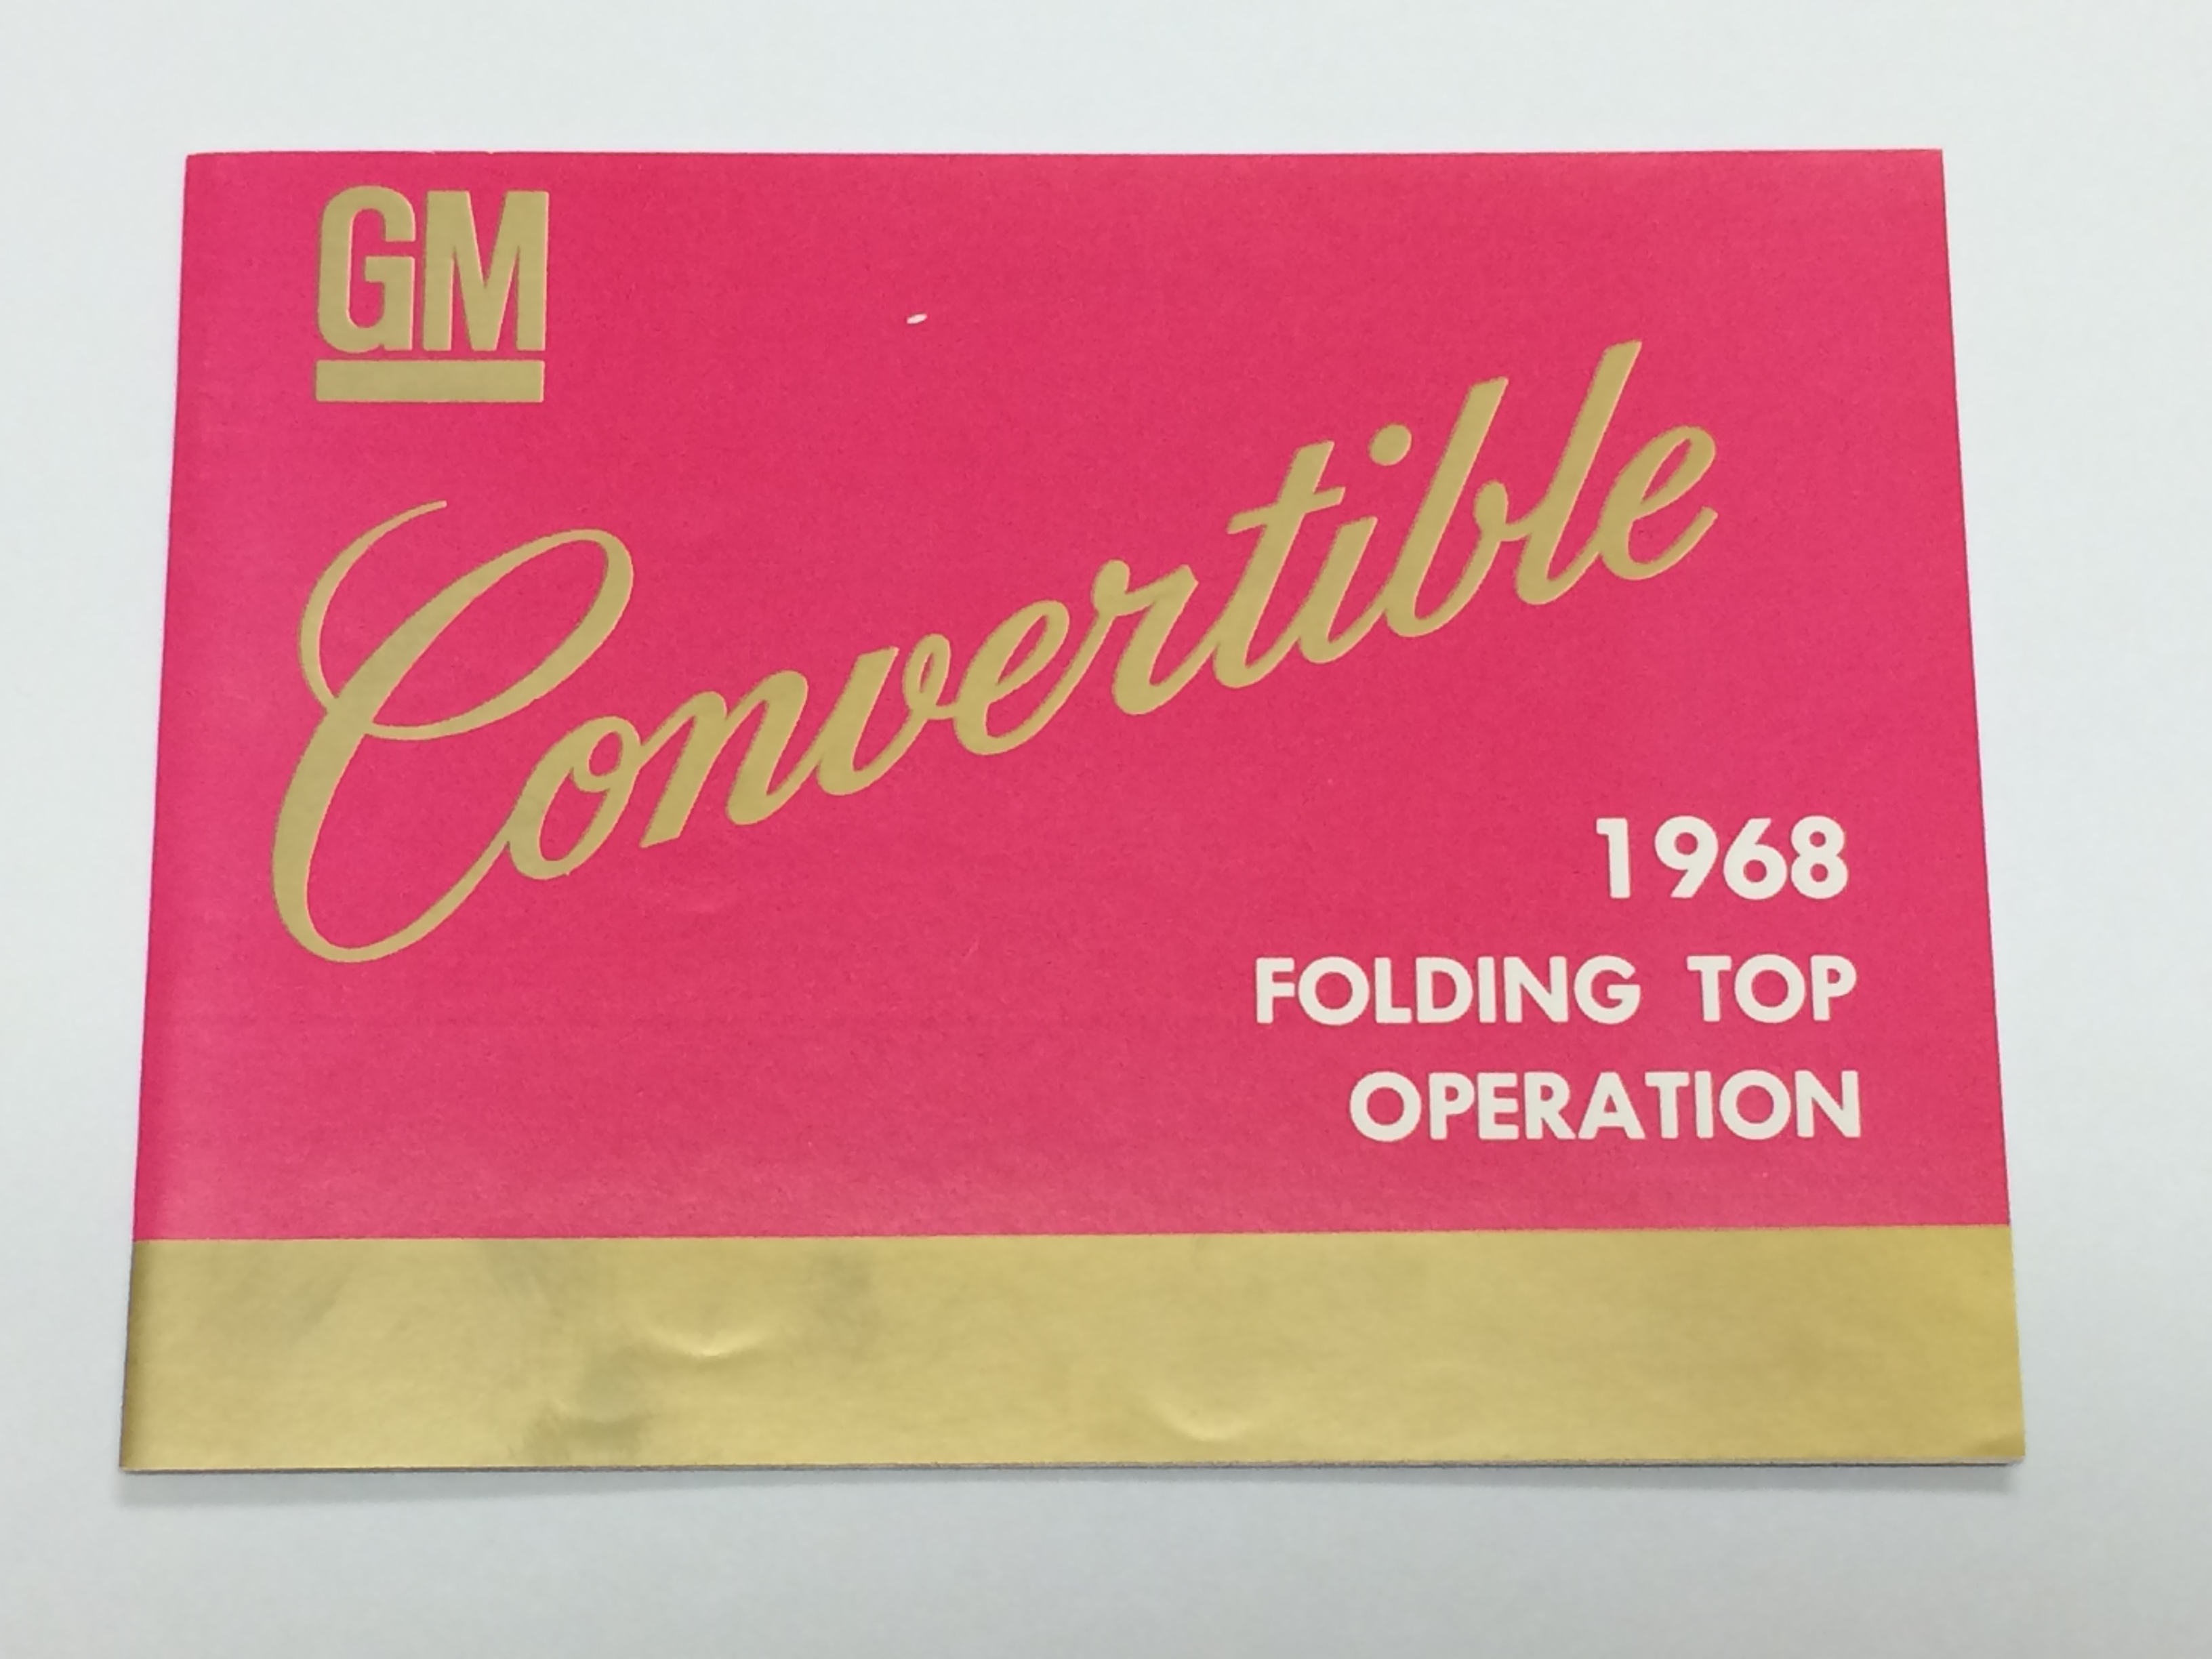 GM
Convertible
1968
FOLDING TOP
OPERATION